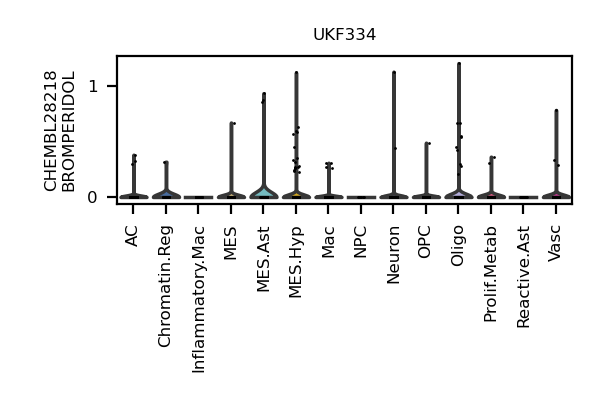 UKF334
CHEMBL28218
BROMPERIDOL
1
0
AC
Chromatin.Reg
Inflammatory.Mac
MES
MES.Ast
MES.Hyp
Mac
NPC
Neuron
OPC
Oligo
Prolif.Metab
Reactive.Ast
Vasc